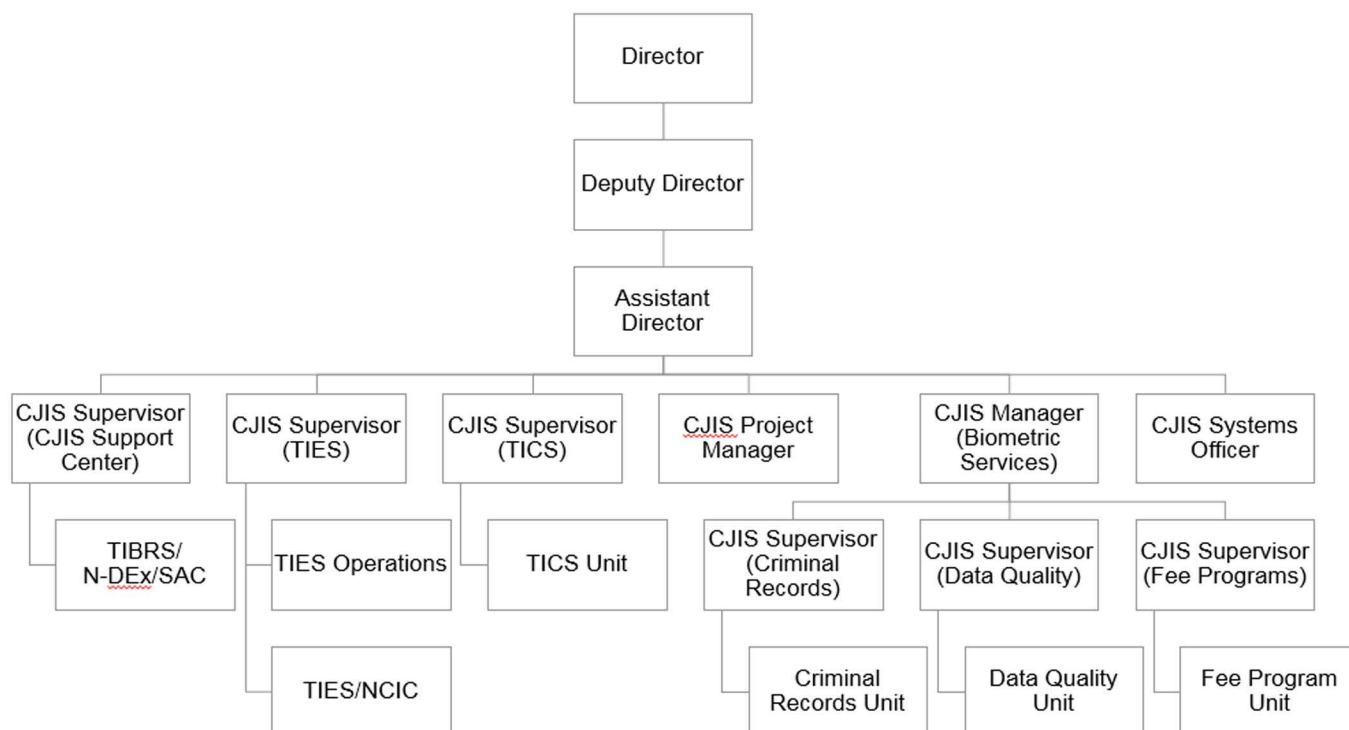 Director
Deputy Director
Assistant
Director
CJIS Supervisor
(CJIS Support
Center)
CJIS Supervisor
(TIES)
CJIS Supervisor
(TICS)
CJIS Project
Manager
CJIS Manager
(Biometric
Services)
CJIS Systems
Officer
TIBRS/
N-DEx/SAC
TIES Operations
TICS Unit
CJIS Supervisor
(Criminal
Records)
CJIS Supervisor
(Data Quality)
CJIS Supervisor
(Fee Programs)
TIES/NCIC
Criminal
Records Unit
Data Quality
Unit
Fee Program
Unit